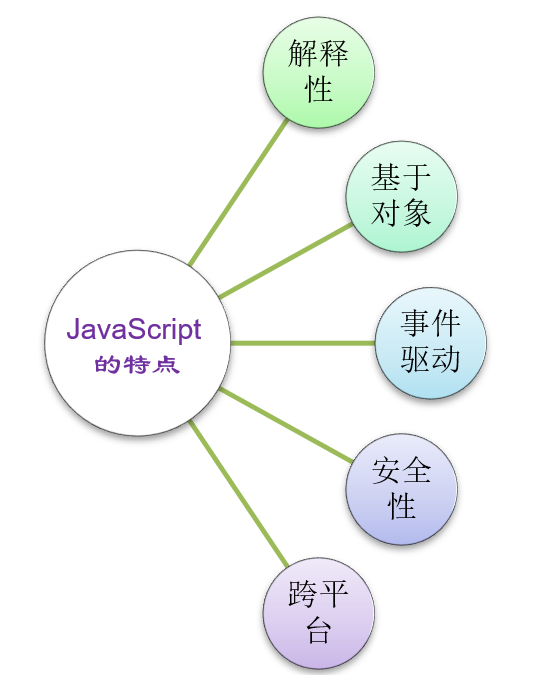 解释
性
基于
对象
JavaScript
的特点
事件
驱动
安全
性
跨平
台